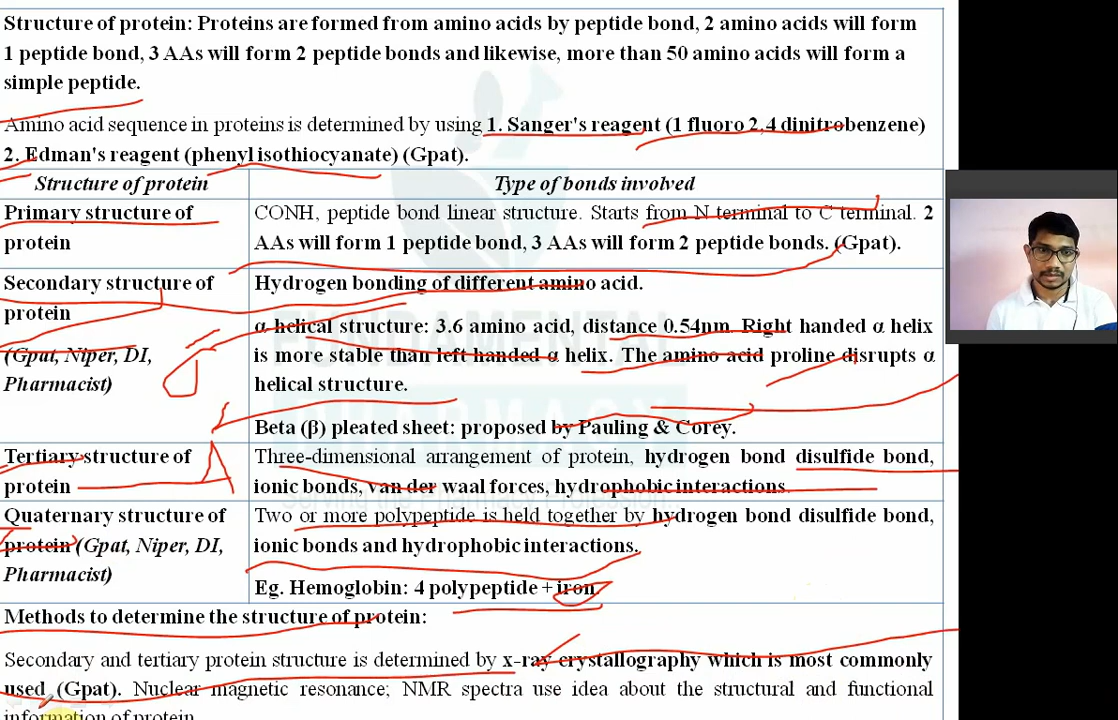 Structure of protein: Proteins are formed from amino acids by peptide bond, 2 amino acids will form
1 peptide bond, 3 AAs will form 2 peptide bonds and likewise, more than 50 amino acids will form a
simple peptide.
Amino acid sequence in proteins is determined by using 1. Sanger's reagent (1 fluoro 2,4 dinitrobenzene)
2. Edman's reagent (phenyl isothiocyanate) (Gpat).
Structure of protein Type of bonds involved
Primary structure of
protein
CONH, peptide bond linear structure. Starts from N terminal to C terminal. 2
AAs will form 1 peptide bond, 3 AAs will form 2 peptide bonds. (Gpat).
Secondary structure of
protein
(Gpat, Niper, DI,
Pharmacist)
Hydrogen bonding of different amino acid.
α helical structure: 3.6 amino acid, distance 0.54nm. Right handed α helix
is more stable than left handed α helix. The amino acid proline disrupts α
helical structure.
Beta (β) pleated sheet: proposed by Pauling & Corey.
Tertiary structure of
protein
Three-dimensional arrangement of protein, hydrogen bond disulfide bond,
ionic bonds, van der waal forces, hydrophobic interactions.
Quaternary structure of
protein (Gpat, Niper, DI,
Pharmacist)
Two or more polypeptide is held together by hydrogen bond disulfide bond,
ionic bonds and hydrophobic interactions.
Eg. Hemoglobin: 4 polypeptide + iron.
Methods to determine the structure of protein:
Secondary and tertiary protein structure is determined by x-ray crystallography which is most commonly
used (Gpat). Nuclear magnetic resonance; NMR spectra use idea about the structural and functional
information of protein
FUNDAMENTAL
PHARMACY